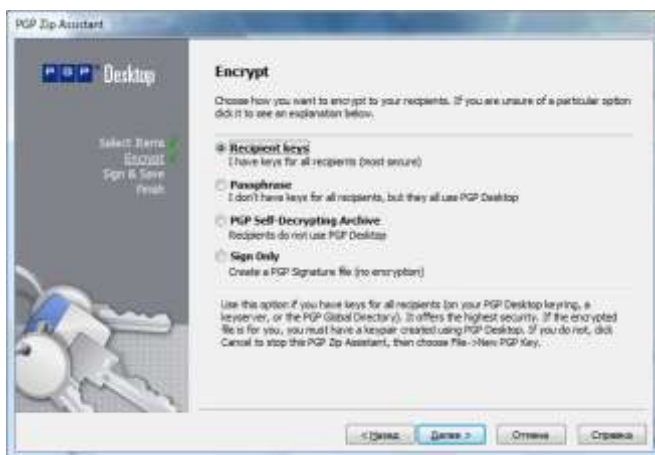 PGP Zip Assistant
PGP Desktop
Select Items
Encrypt
Sign & Save
Finish
Encrypt
Choose how you want to encrypt to your recipients. If you are unsure of a particular option
click it to see an explanation below.
Recipient keys
I have keys for all recipients (most secure)
Passphrase
I don't have keys for all recipients, but they all use PGP Desktop
PGP Self-Decrypting Archive
Recipients do not use PGP Desktop
Sign Only
Create a PGP Signature file (no encryption)
Use this option if you have keys for all recipients (on your PGP Desktop keyring, a
keyserver, or the PGP Global Directory). It offers the highest security. If the encrypted
file is for you, you must have a keypair created using PGP Desktop. If you do not, click
Cancel to stop this PGP Zip Assistant, then choose File->New PGP Key.
< Назад Далее > Отмена Справка